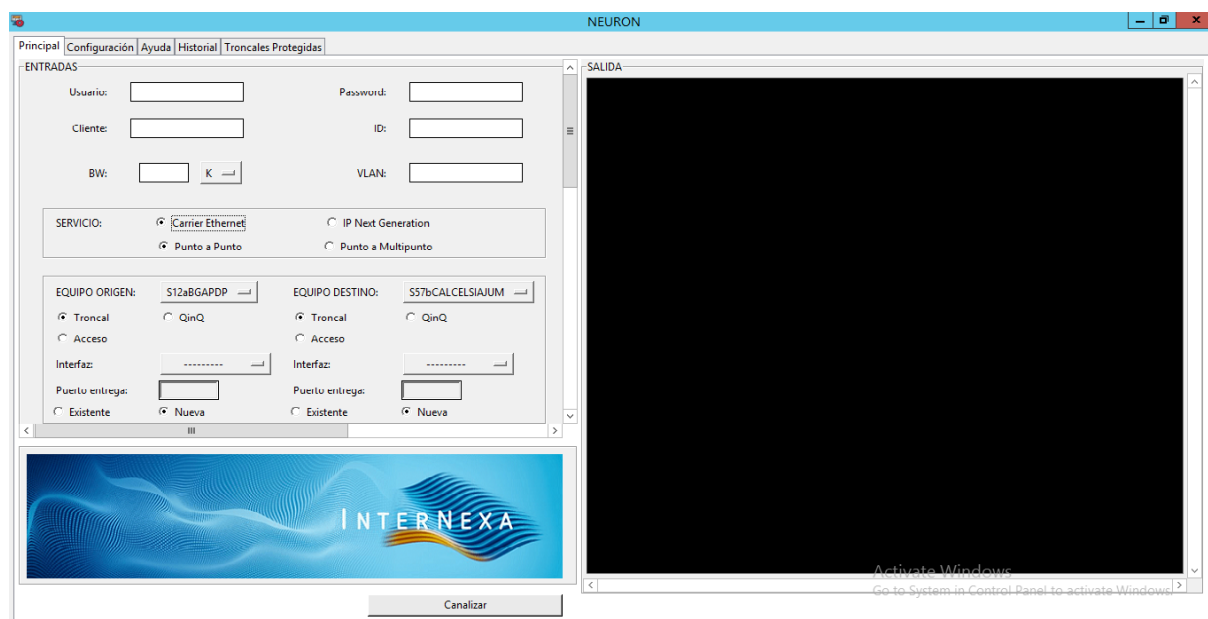 NEURON
Principal Configuración Ayuda Historial Troncales Protegidas
ENTRADAS
Usuario: Password:
Cliente: ID:
BW: K VLAN:
SERVICIO: Carrier Ethernet IP Next Generation
Punto a Punto Punto a Multipunto
EQUIPO ORIGEN: S12aBGAPDP EQUIPO DESTINO: S57bCALCELSIAJUM
Troncal QinQ Troncal QinQ
Acceso Acceso
Interfaz: --------- Interfaz: ---------
Puerto entrega: Puerto entrega:
Existente Nueva Existente Nueva
INTERNEXA
Canalizar
SALIDA
Activate Windows
Go to System in Control Panel to activate Windows.